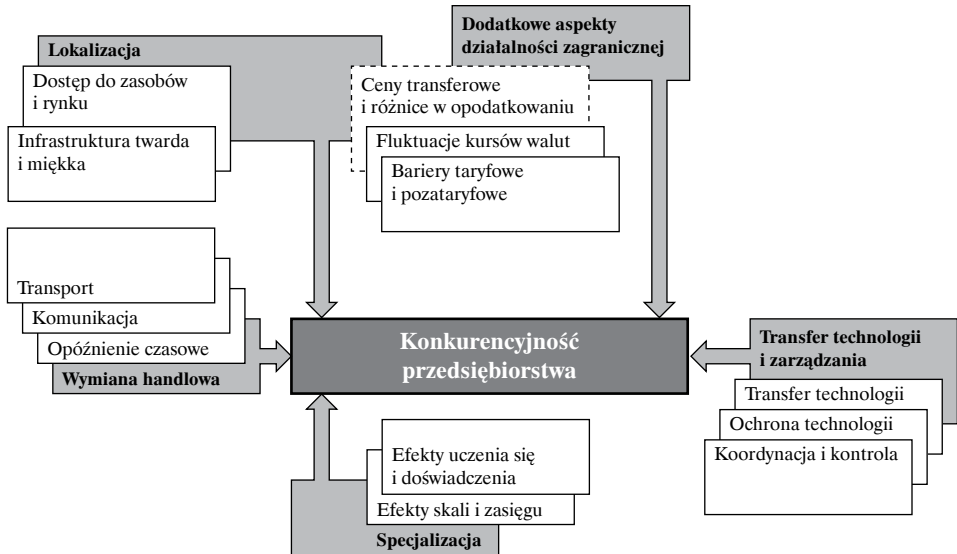 Lokalizacja
Dostęp do zasobów
i rynku
Infrastruktura twarda
i miękka
Dodatkowe aspekty
działalności zagranicznej
Ceny transferowe
i różnice w opodatkowaniu
Fluktuacje kursów walut
Bariery taryfowe
i pozataryfowe
Transport
Komunikacja
Opóźnienie czasowe
Wymiana handlowa
Konkurencyjność
przedsiębiorstwa
Transfer technologii
i zarządzania
Transfer technologii
Ochrona technologii
Koordynacja i kontrola
Efekty uczenia się
i doświadczenia
Efekty skali i zasięgu
Specjalizacja